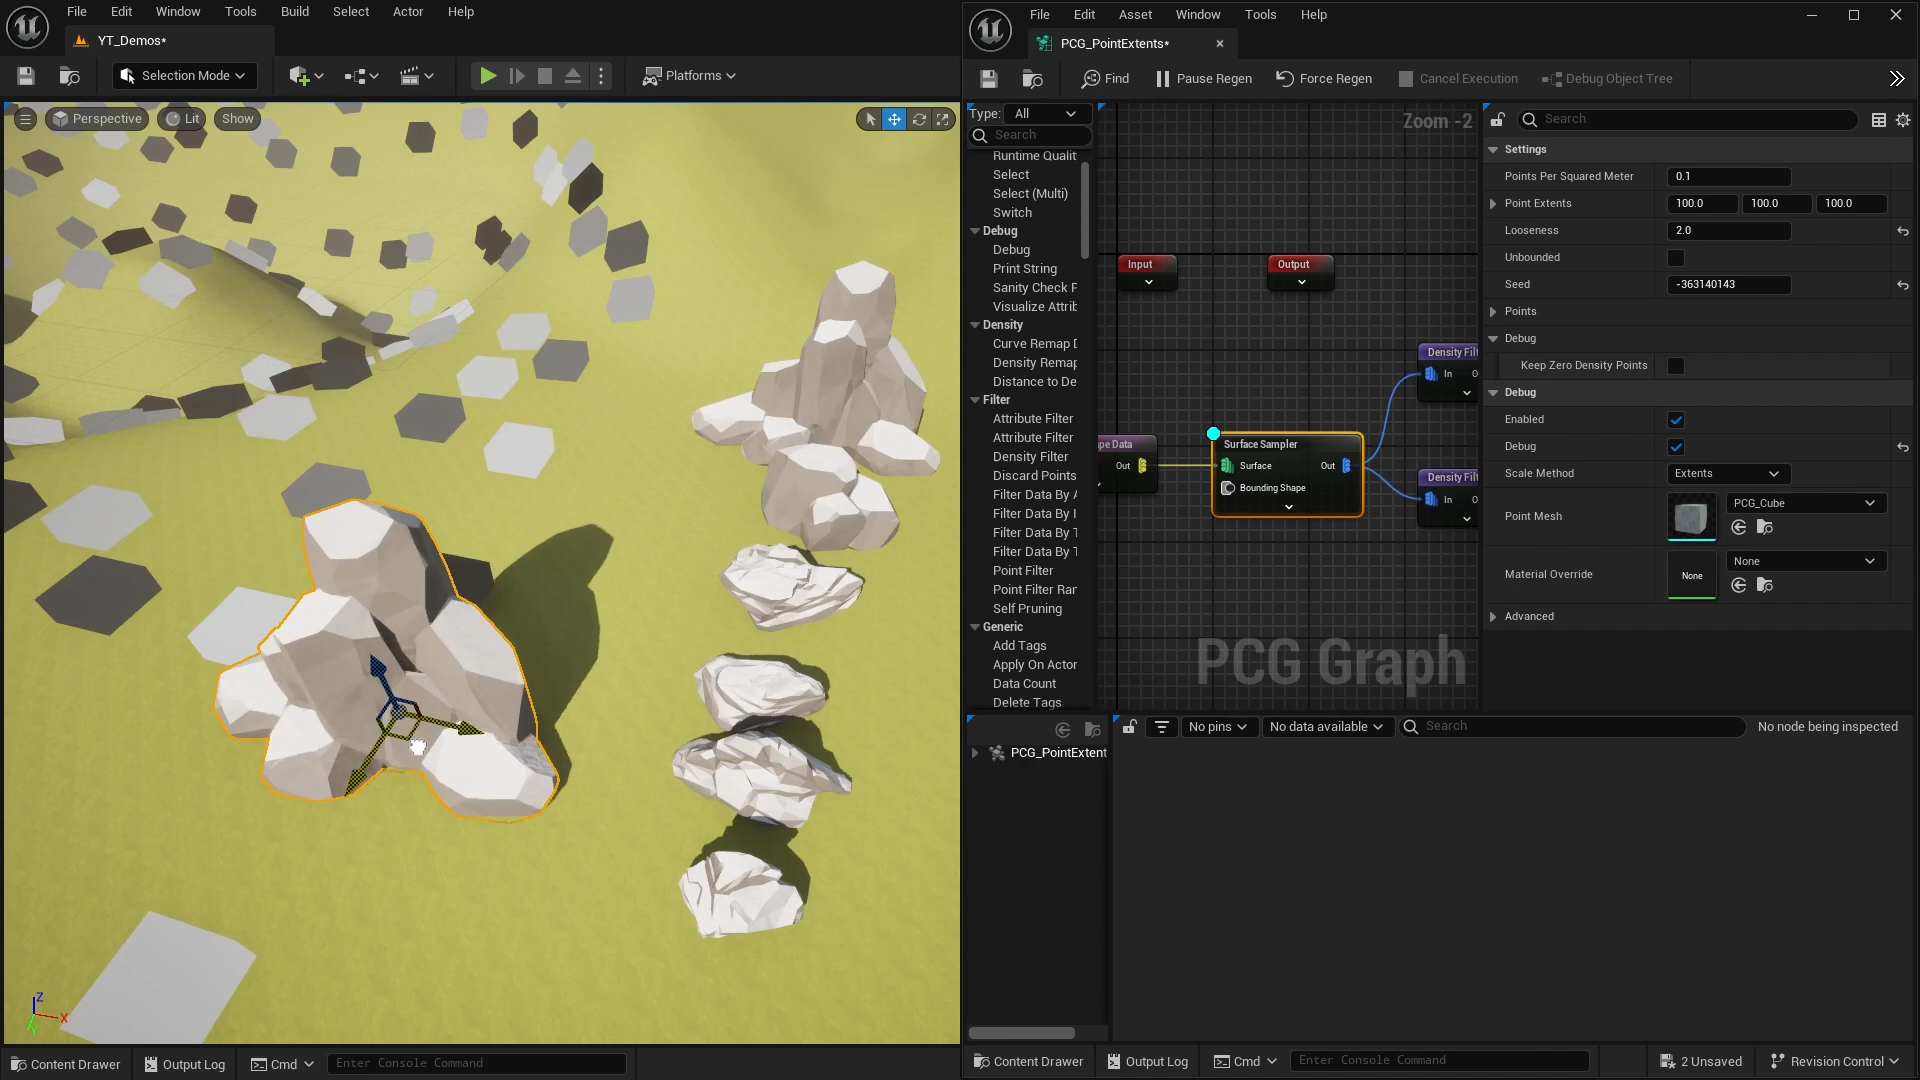 File Edit Window Tools Build Select Actor Help
YT_Demos*
Selection Mode
Platforms
Perspective Lit Show
Z
X
Y
Content Drawer Output Log Cmd Enter Console Command
File Edit Asset Window Tools Help
PCG_PointExtents*
Find Pause Regen Force Regen Cancel Execution Debug Object Tree
Type: All
Search
Runtime Qualit
Select
Select (Multi)
Switch
Debug
Debug
Print String
Sanity Check F
Visualize Attrib
Density
Curve Remap D
Density Remap
Distance to De
Filter
Attribute Filter
Attribute Filter
Density Filter
Discard Points
Filter Data By A
Filter Data By I
Filter Data By T
Filter Data By T
Point Filter
Point Filter Ran
Self Pruning
Generic
Add Tags
Apply On Actor
Data Count
Delete Tags
Zoom -2
Input
Output
Density Filt
In O
pe Data
Out
Surface Sampler
Surface Out
Bounding Shape
Density Filt
In O
PCG Graph
Search
Settings
Points Per Squared Meter 0.1
Point Extents 100.0 100.0 100.0
Looseness 2.0
Unbounded
Seed -363140143
Points
Debug
Keep Zero Density Points
Debug
Enabled
Debug
Scale Method Extents
Point Mesh PCG_Cube
Material Override None None
Advanced
PCG_PointExtent
No pins No data available Search No node being inspected
Content Drawer Output Log Cmd Enter Console Command 2 Unsaved Revision Control